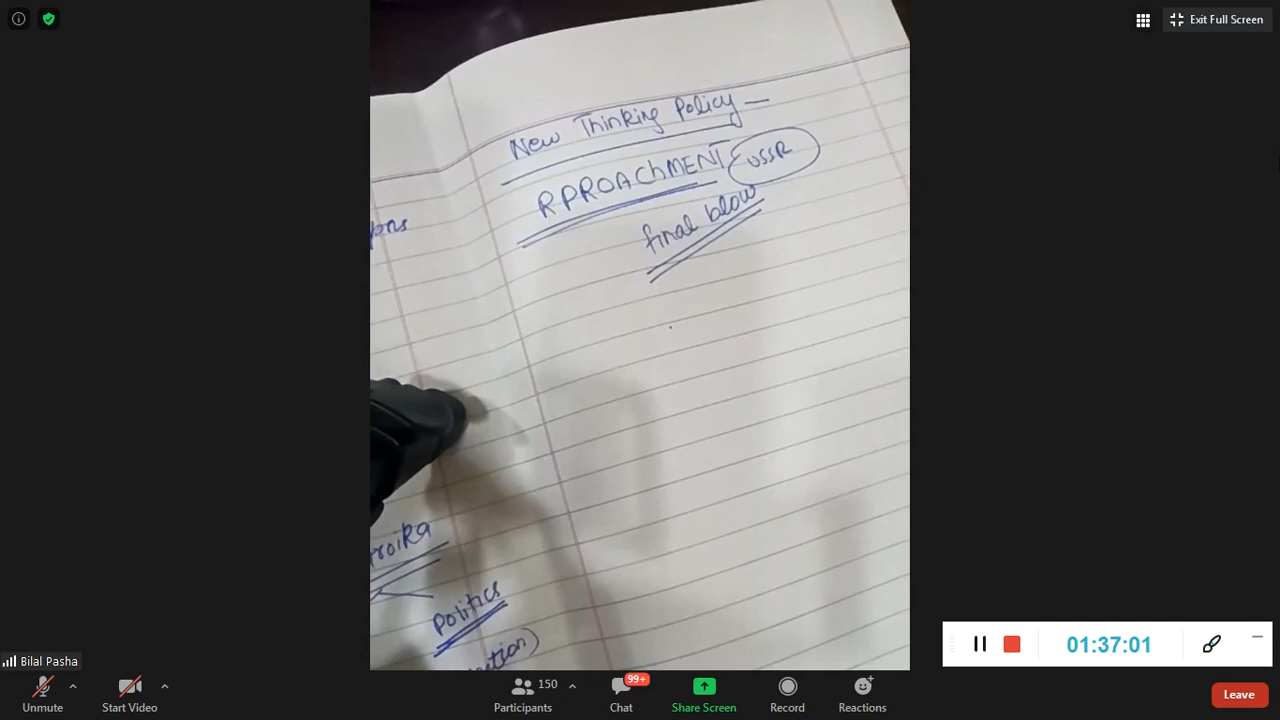 Exit Full Screen
New Thinking Policy —
RPROACHMENT USSR
final blow
Politics
01:37:01
Bilal Pasha
150
99+
Unmute
Start Video
Participants
Chat
Share Screen
Record
Reactions
Leave